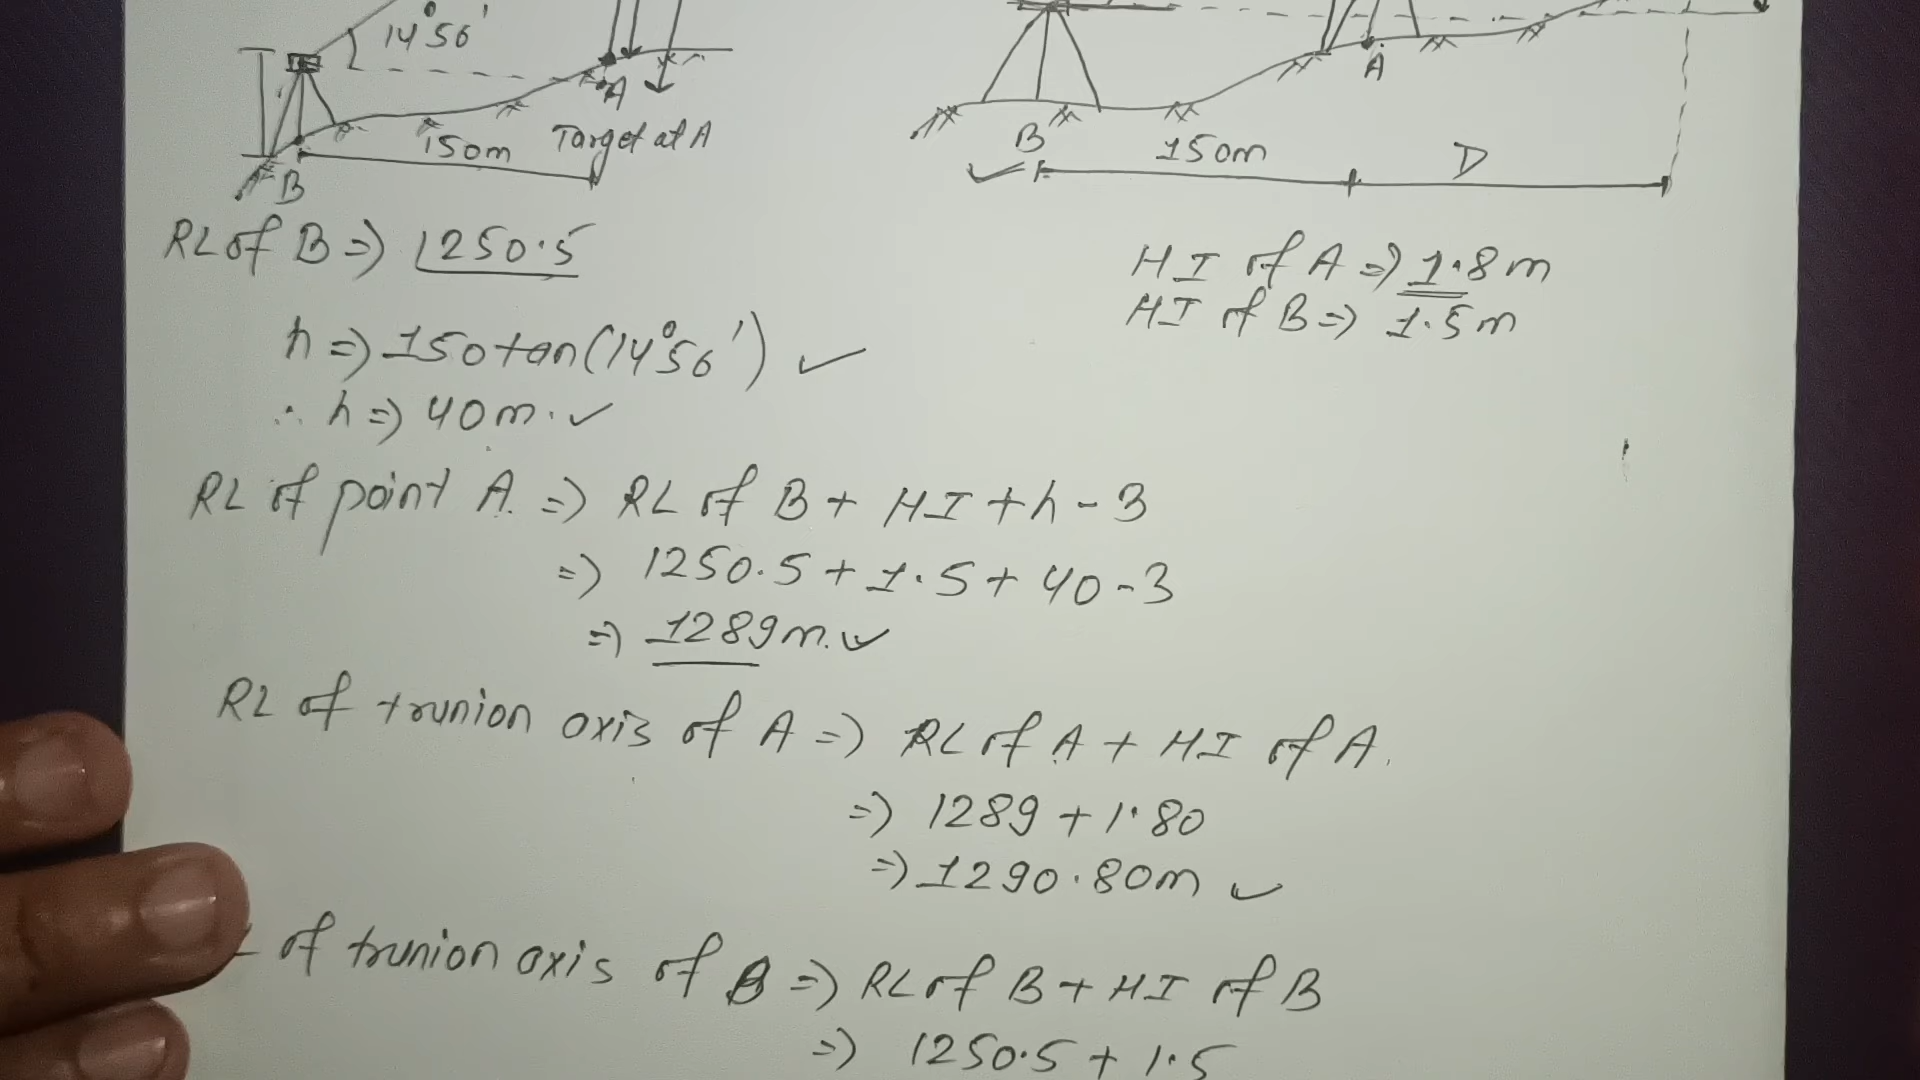 14°56'
A
A
150m Target at A
B
B
150m
D
RL of B => 1250.5
HI of A => 1.8m
HI of B => 1.5m
h => 150tan(14°56') ✓
∴ h => 40m. ✓
RL of point A. => RL of B + HI + h - 3
=> 1250.5 + 1.5 + 40 - 3
=> 1289m. ✓
RL of trunion axis of A => RL of A + HI of A.
=> 1289 + 1.80
=> 1290.80m ✓
of trunion axis of B => RL of B + HI of B
=> 1250.5 + 1.5